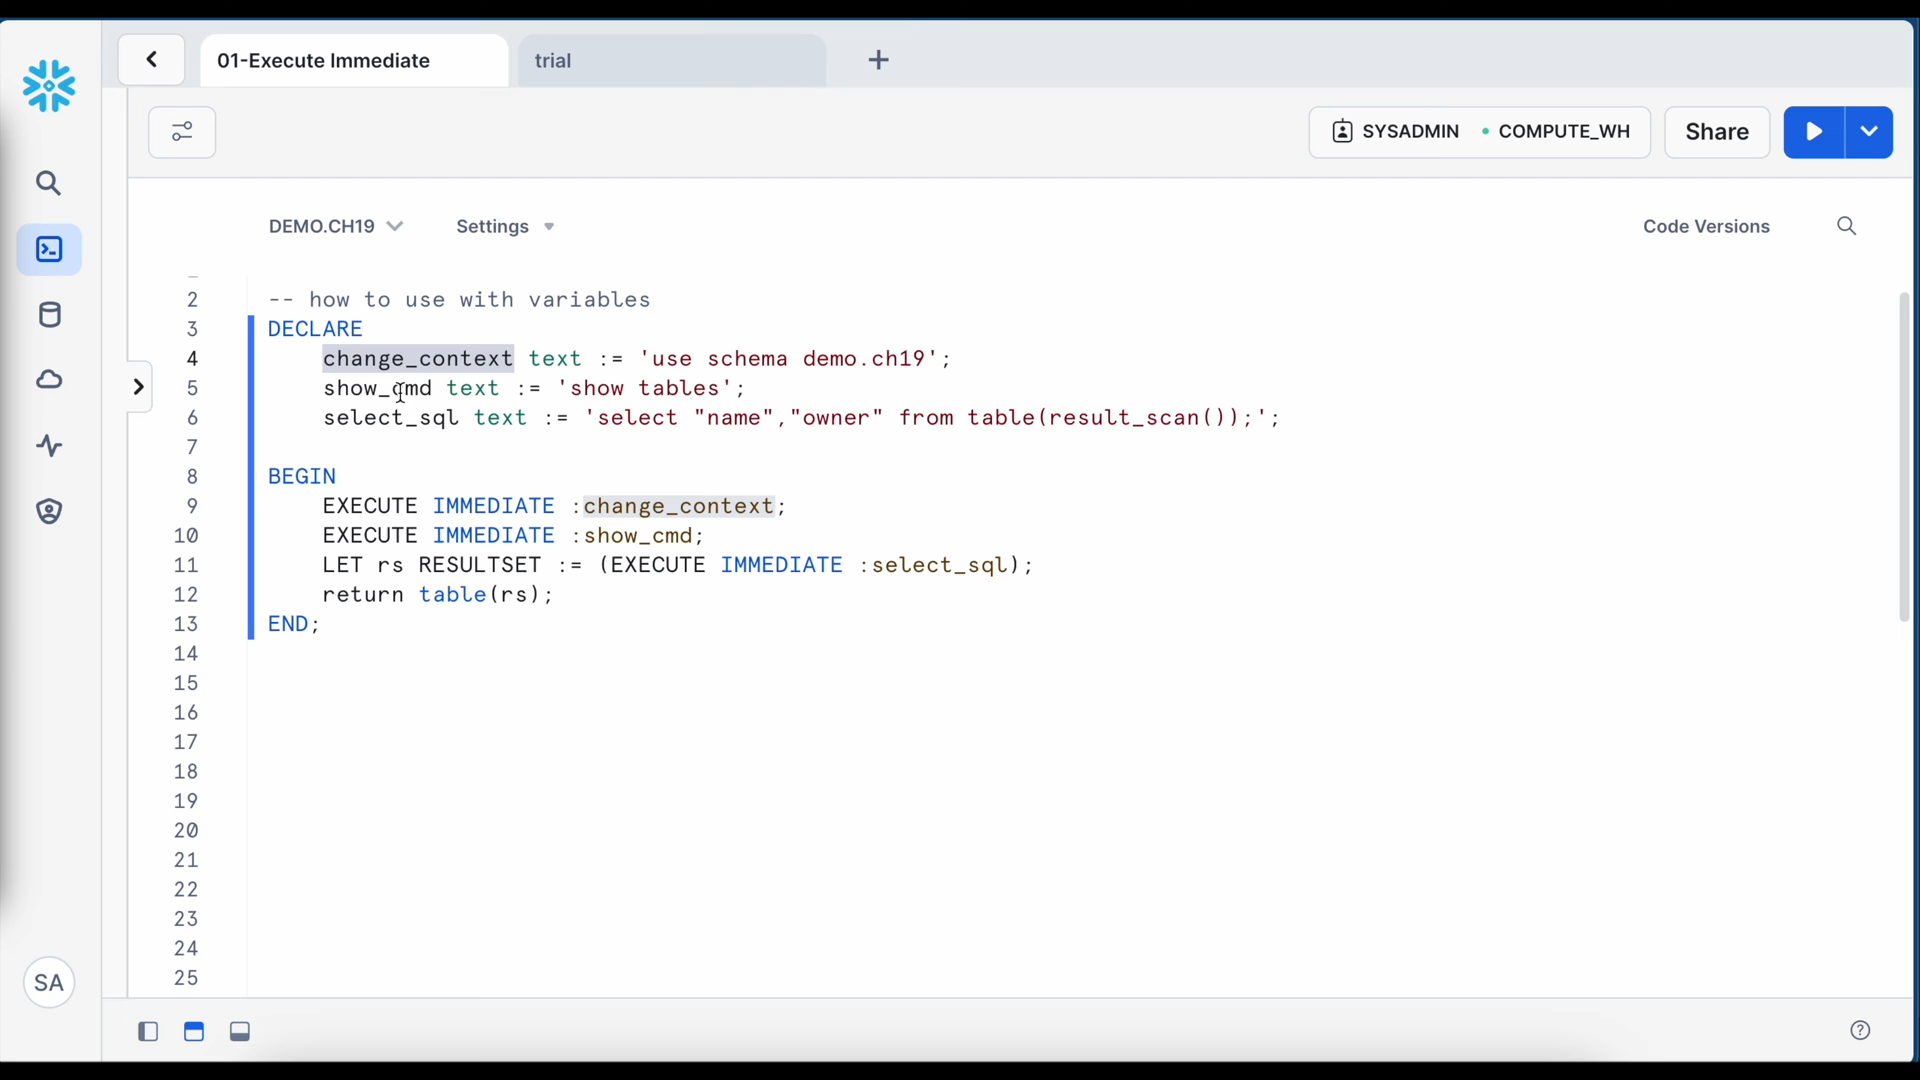 01-Execute Immediate
trial
SYSADMIN
COMPUTE_WH
Share
DEMO.CH19
Settings
Code Versions
2 -- how to use with variables
3 DECLARE
4 change_context text := 'use schema demo.ch19';
5 show_cmd text := 'show tables';
6 select_sql text := 'select "name","owner" from table(result_scan());';
7
8 BEGIN
9 EXECUTE IMMEDIATE :change_context;
10 EXECUTE IMMEDIATE :show_cmd;
11 LET rs RESULTSET := (EXECUTE IMMEDIATE :select_sql);
12 return table(rs);
13 END;
14
15
16
17
18
19
20
21
22
23
24
25
SA